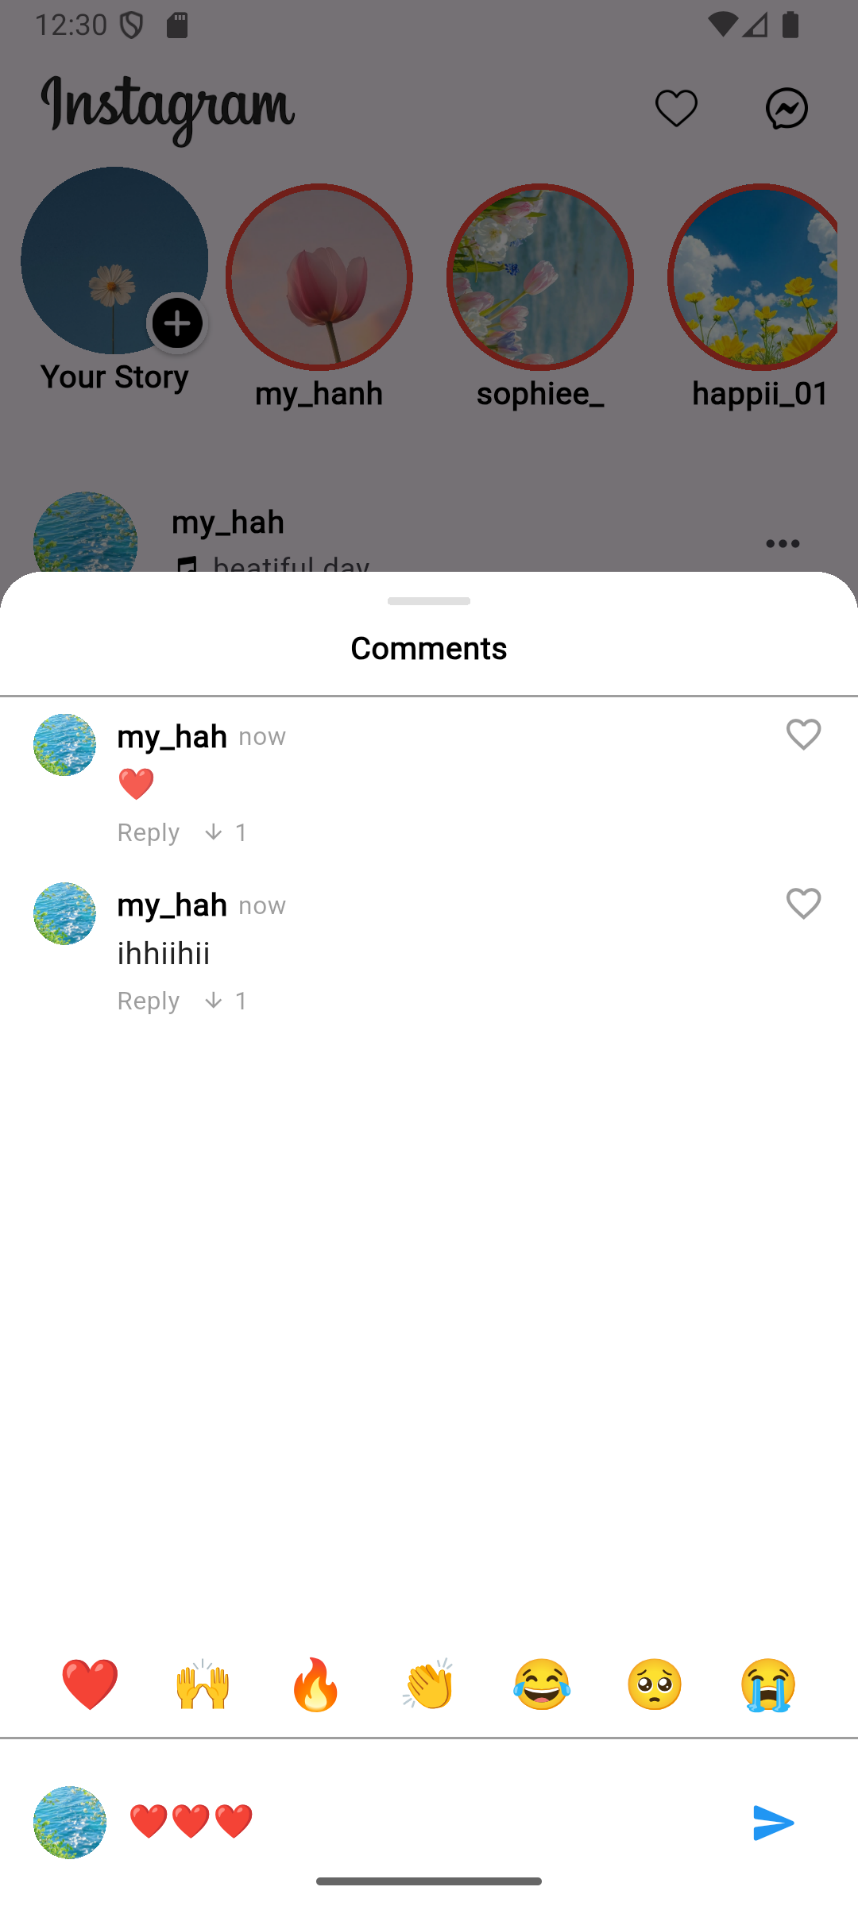 12:30
Instagram
Your Story
my_hanh
sophiee_
happii_01
my_hah
beatiful day
Comments
my_hah now
❤️
Reply ↓ 1
my_hah now
ihhiihii
Reply ↓ 1
❤️ 🙌 🔥 👏 😂 🥺 😭
❤️❤️❤️